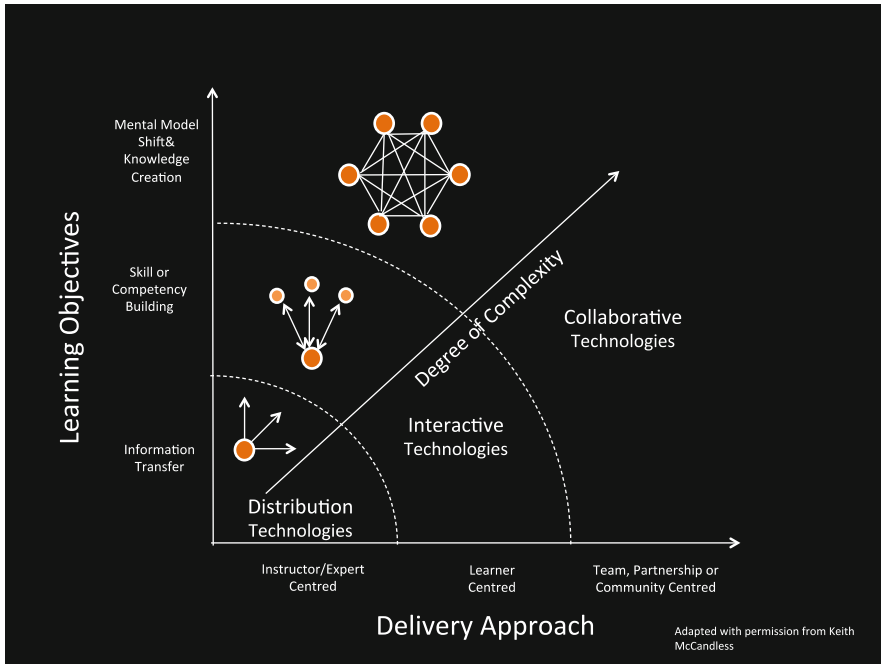 Mental Model
Shift&
Knowledge
Creation
Learning Objectives
Skill or
Competency
Building
Information
Transfer
Degree of Complexity
Collaborative
Technologies
Interactive
Technologies
Distribution
Technologies
Instructor/Expert
Centred
Learner
Centred
Team, Partnership or
Community Centred
Delivery Approach
Adapted with permission from Keith
McCandless